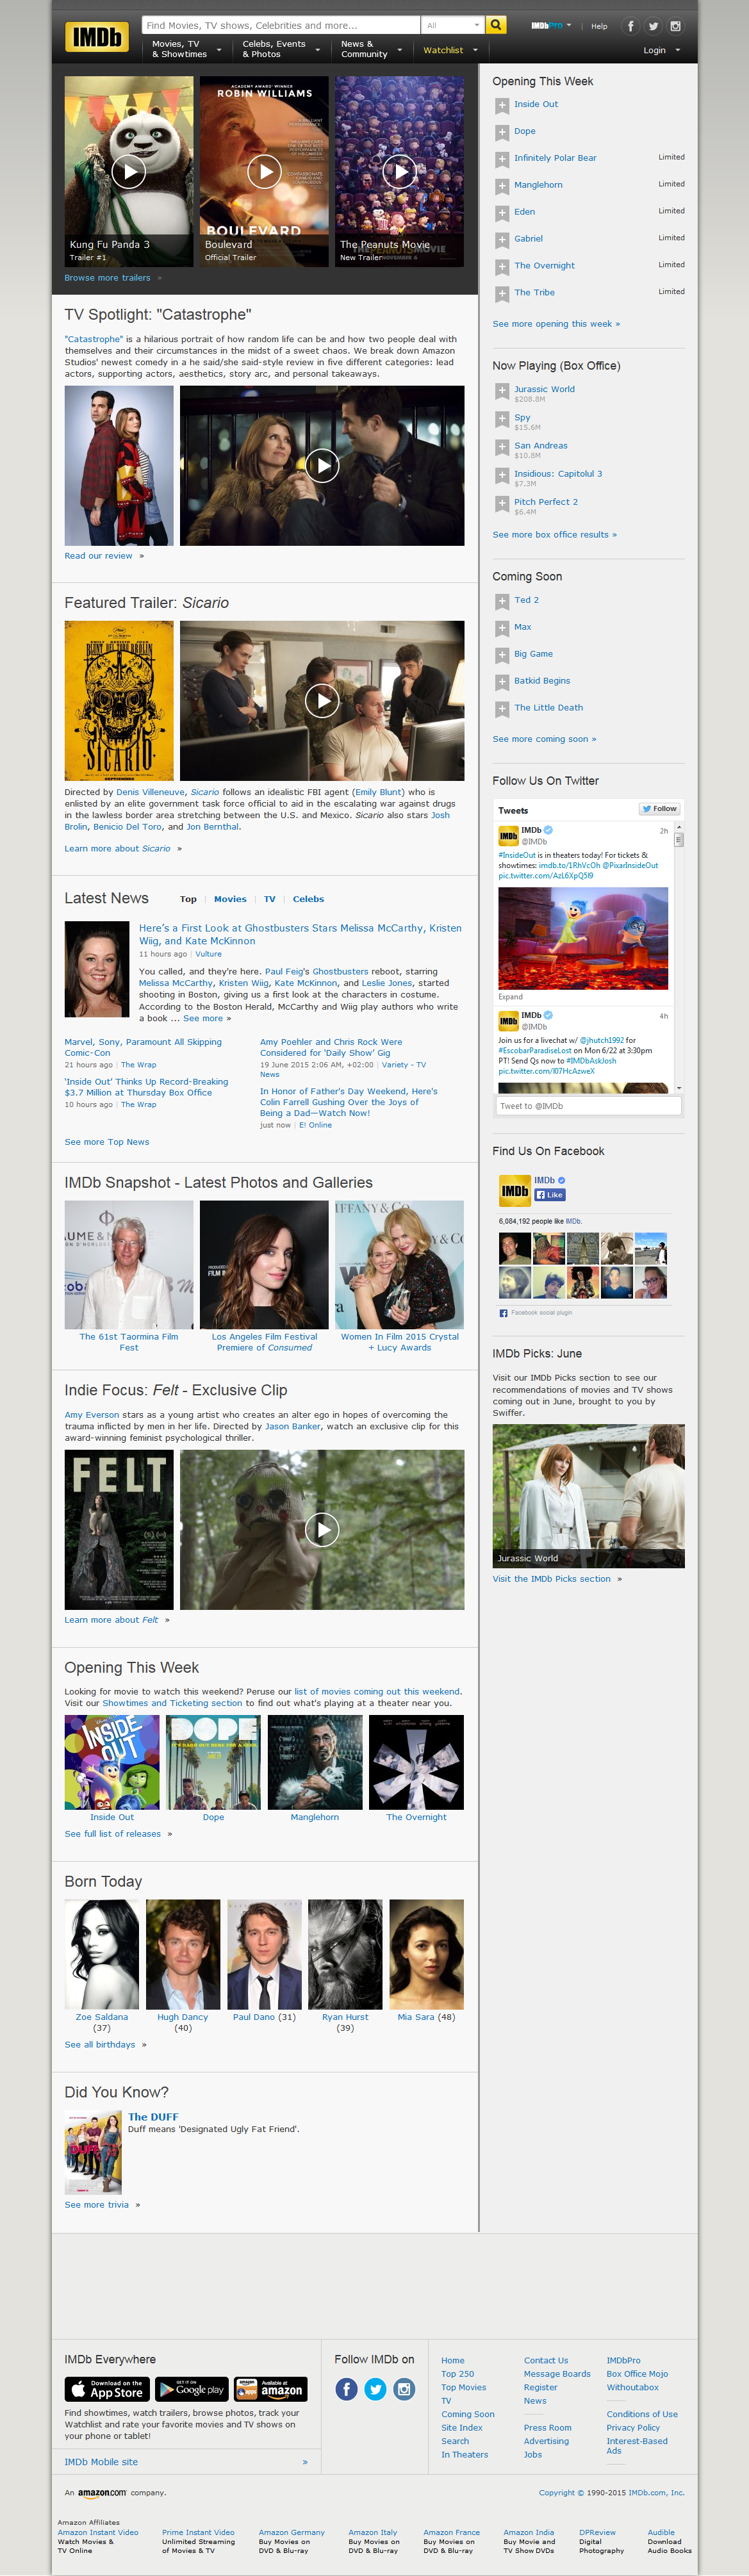 IMDb
Find Movies, TV shows, Celebrities and more...
All
IMDbPro
Help
Movies, TV
& Showtimes
Celebs, Events
& Photos
News &
Community
Watchlist
Login
ROBIN WILLIAMS
BOULEVARD
Kung Fu Panda 3
Trailer #1
Boulevard
Official Trailer
The Peanuts Movie
New Trailer
Browse more trailers »
TV Spotlight: "Catastrophe"
"Catastrophe" is a hilarious portrait of how random life can be and how two people deal with
themselves and their circumstances in the midst of a sweet chaos. We break down Amazon
Studios' newest comedy in a he said/she said-style review in five different categories: lead
actors, supporting actors, aesthetics, story arc, and personal takeaways.
Read our review »
Featured Trailer: Sicario
SICARIO
Directed by Denis Villeneuve, Sicario follows an idealistic FBI agent (Emily Blunt) who is
enlisted by an elite government task force official to aid in the escalating war against drugs
in the lawless border area stretching between the U.S. and Mexico. Sicario also stars Josh
Brolin, Benicio Del Toro, and Jon Bernthal.
Learn more about Sicario »
Latest News
Top | Movies | TV | Celebs
Here's a First Look at Ghostbusters Stars Melissa McCarthy, Kristen
Wiig, and Kate McKinnon
11 hours ago | Vulture
You called, and they're here. Paul Feig's Ghostbusters reboot, starring
Melissa McCarthy, Kristen Wiig, Kate McKinnon, and Leslie Jones, started
shooting in Boston, giving us a first look at the characters in costume.
According to the Boston Herald, McCarthy and Wiig play authors who write
a book ... See more »
Marvel, Sony, Paramount All Skipping
Comic-Con
21 hours ago | The Wrap
'Inside Out' Thinks Up Record-Breaking
$3.7 Million at Thursday Box Office
10 hours ago | The Wrap
Amy Poehler and Chris Rock Were
Considered for 'Daily Show' Gig
19 June 2015 2:06 AM, +02:00 | Variety - TV
News
In Honor of Father's Day Weekend, Here's
Colin Farrell Gushing Over the Joys of
Being a Dad—Watch Now!
just now | E! Online
See more Top News
IMDb Snapshot - Latest Photos and Galleries
The 61st Taormina Film
Fest
Los Angeles Film Festival
Premiere of Consumed
Women In Film 2015 Crystal
+ Lucy Awards
Indie Focus: Felt - Exclusive Clip
Amy Everson stars as a young artist who creates an alter ego in hopes of overcoming the
trauma inflicted by men in her life. Directed by Jason Banker, watch an exclusive clip for this
award-winning feminist psychological thriller.
FELT
Learn more about Felt »
Opening This Week
Looking for movie to watch this weekend? Peruse our list of movies coming out this weekend.
Visit our Showtimes and Ticketing section to find out what's playing at a theater near you.
INSIDE OUT
DOPE
Inside Out
Dope
Manglehorn
The Overnight
See full list of releases »
Born Today
Zoe Saldana
(37)
Hugh Dancy
(40)
Paul Dano (31)
Ryan Hurst
(39)
Mia Sara (48)
See all birthdays »
Did You Know?
The DUFF
Duff means 'Designated Ugly Fat Friend'.
See more trivia »
Opening This Week
Inside Out
Dope
Infinitely Polar Bear Limited
Manglehorn Limited
Eden Limited
Gabriel Limited
The Overnight Limited
The Tribe Limited
See more opening this week »
Now Playing (Box Office)
Jurassic World
$208.8M
Spy
$15.6M
San Andreas
$10.8M
Insidious: Capitolul 3
$7.3M
Pitch Perfect 2
$6.4M
See more box office results »
Coming Soon
Ted 2
Max
Big Game
Batkid Begins
The Little Death
See more coming soon »
Follow Us On Twitter
Tweets
Follow
IMDb
@IMDb
2h
#InsideOut is in theaters today! For tickets &
showtimes: imdb.to/1RhVcOh @PixarInsideOut
pic.twitter.com/AzL6XpQ5I9
Expand
IMDb
@IMDb
4h
Join us for a livechat w/ @jhutch1992 for
#EscobarParadiseLost on Mon 6/22 at 3:30pm
PT! Send Qs now to #IMDbAskJosh
pic.twitter.com/I07HcAzweX
Tweet to @IMDb
Find Us On Facebook
IMDb
IMDb
Like
6,084,192 people like IMDb.
Facebook social plugin
IMDb Picks: June
Visit our IMDb Picks section to see our
recommendations of movies and TV shows
coming out in June, brought to you by
Swiffer.
Jurassic World
Visit the IMDb Picks section »
IMDb Everywhere
Download on the
App Store
GET IT ON
Google play
Available at
amazon
Find showtimes, watch trailers, browse photos, track your
Watchlist and rate your favorite movies and TV shows on
your phone or tablet!
IMDb Mobile site »
Follow IMDb on
Home
Top 250
Top Movies
TV
Coming Soon
Site Index
Search
In Theaters
Contact Us
Message Boards
Register
News
Press Room
Advertising
Jobs
IMDbPro
Box Office Mojo
Withoutabox
Conditions of Use
Privacy Policy
Interest-Based
Ads
An amazon.com company.
Copyright © 1990-2015 IMDb.com, Inc.
Amazon Affiliates
Amazon Instant Video
Watch Movies &
TV Online
Prime Instant Video
Unlimited Streaming
of Movies & TV
Amazon Germany
Buy Movies on
DVD & Blu-ray
Amazon Italy
Buy Movies on
DVD & Blu-ray
Amazon France
Buy Movies on
DVD & Blu-ray
Amazon India
Buy Movie and
TV Show DVDs
DPReview
Digital
Photography
Audible
Download
Audio Books